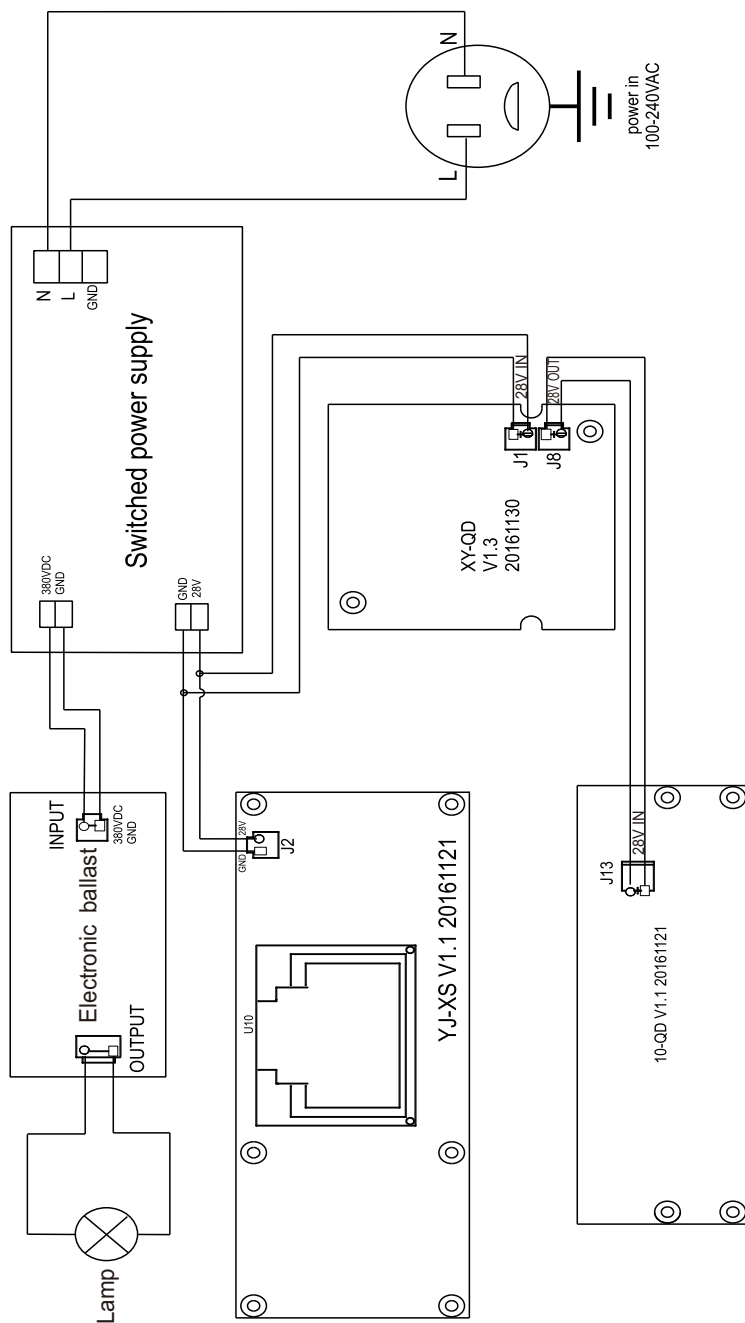 Lamp
OUTPUT
Electronic ballast
INPUT
380VDC
GND
380VDC
GND
Switched power supply
GND
28V
N
L
GND
N
L
power in
100-240VAC
YJ-XS V1.1 20161121
U10
GND
28V
J2
XY-QD
V1.3
20161130
J1
28V IN
J8
28V OUT
10-QD V1.1 20161121
J13
28V IN